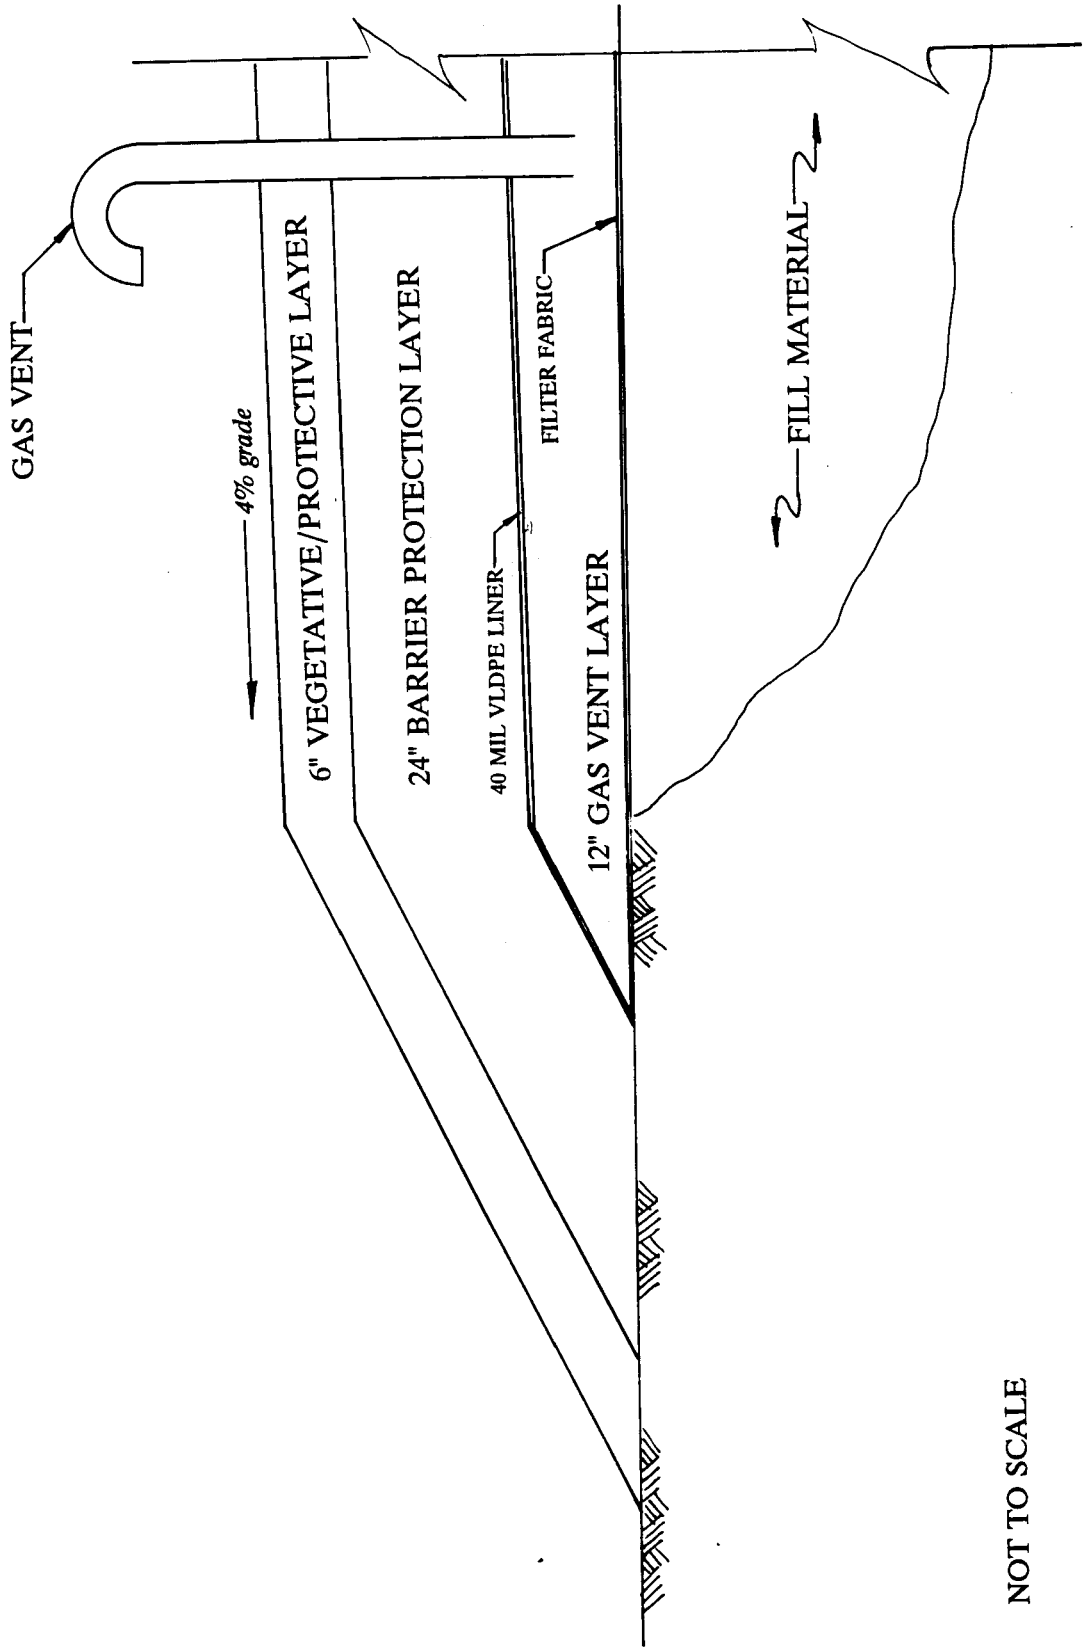 GAS VENT
4% grade
6" VEGETATIVE/PROTECTIVE LAYER
24" BARRIER PROTECTION LAYER
40 MIL VLDPE LINER
FILTER FABRIC
12" GAS VENT LAYER
FILL MATERIAL
NOT TO SCALE